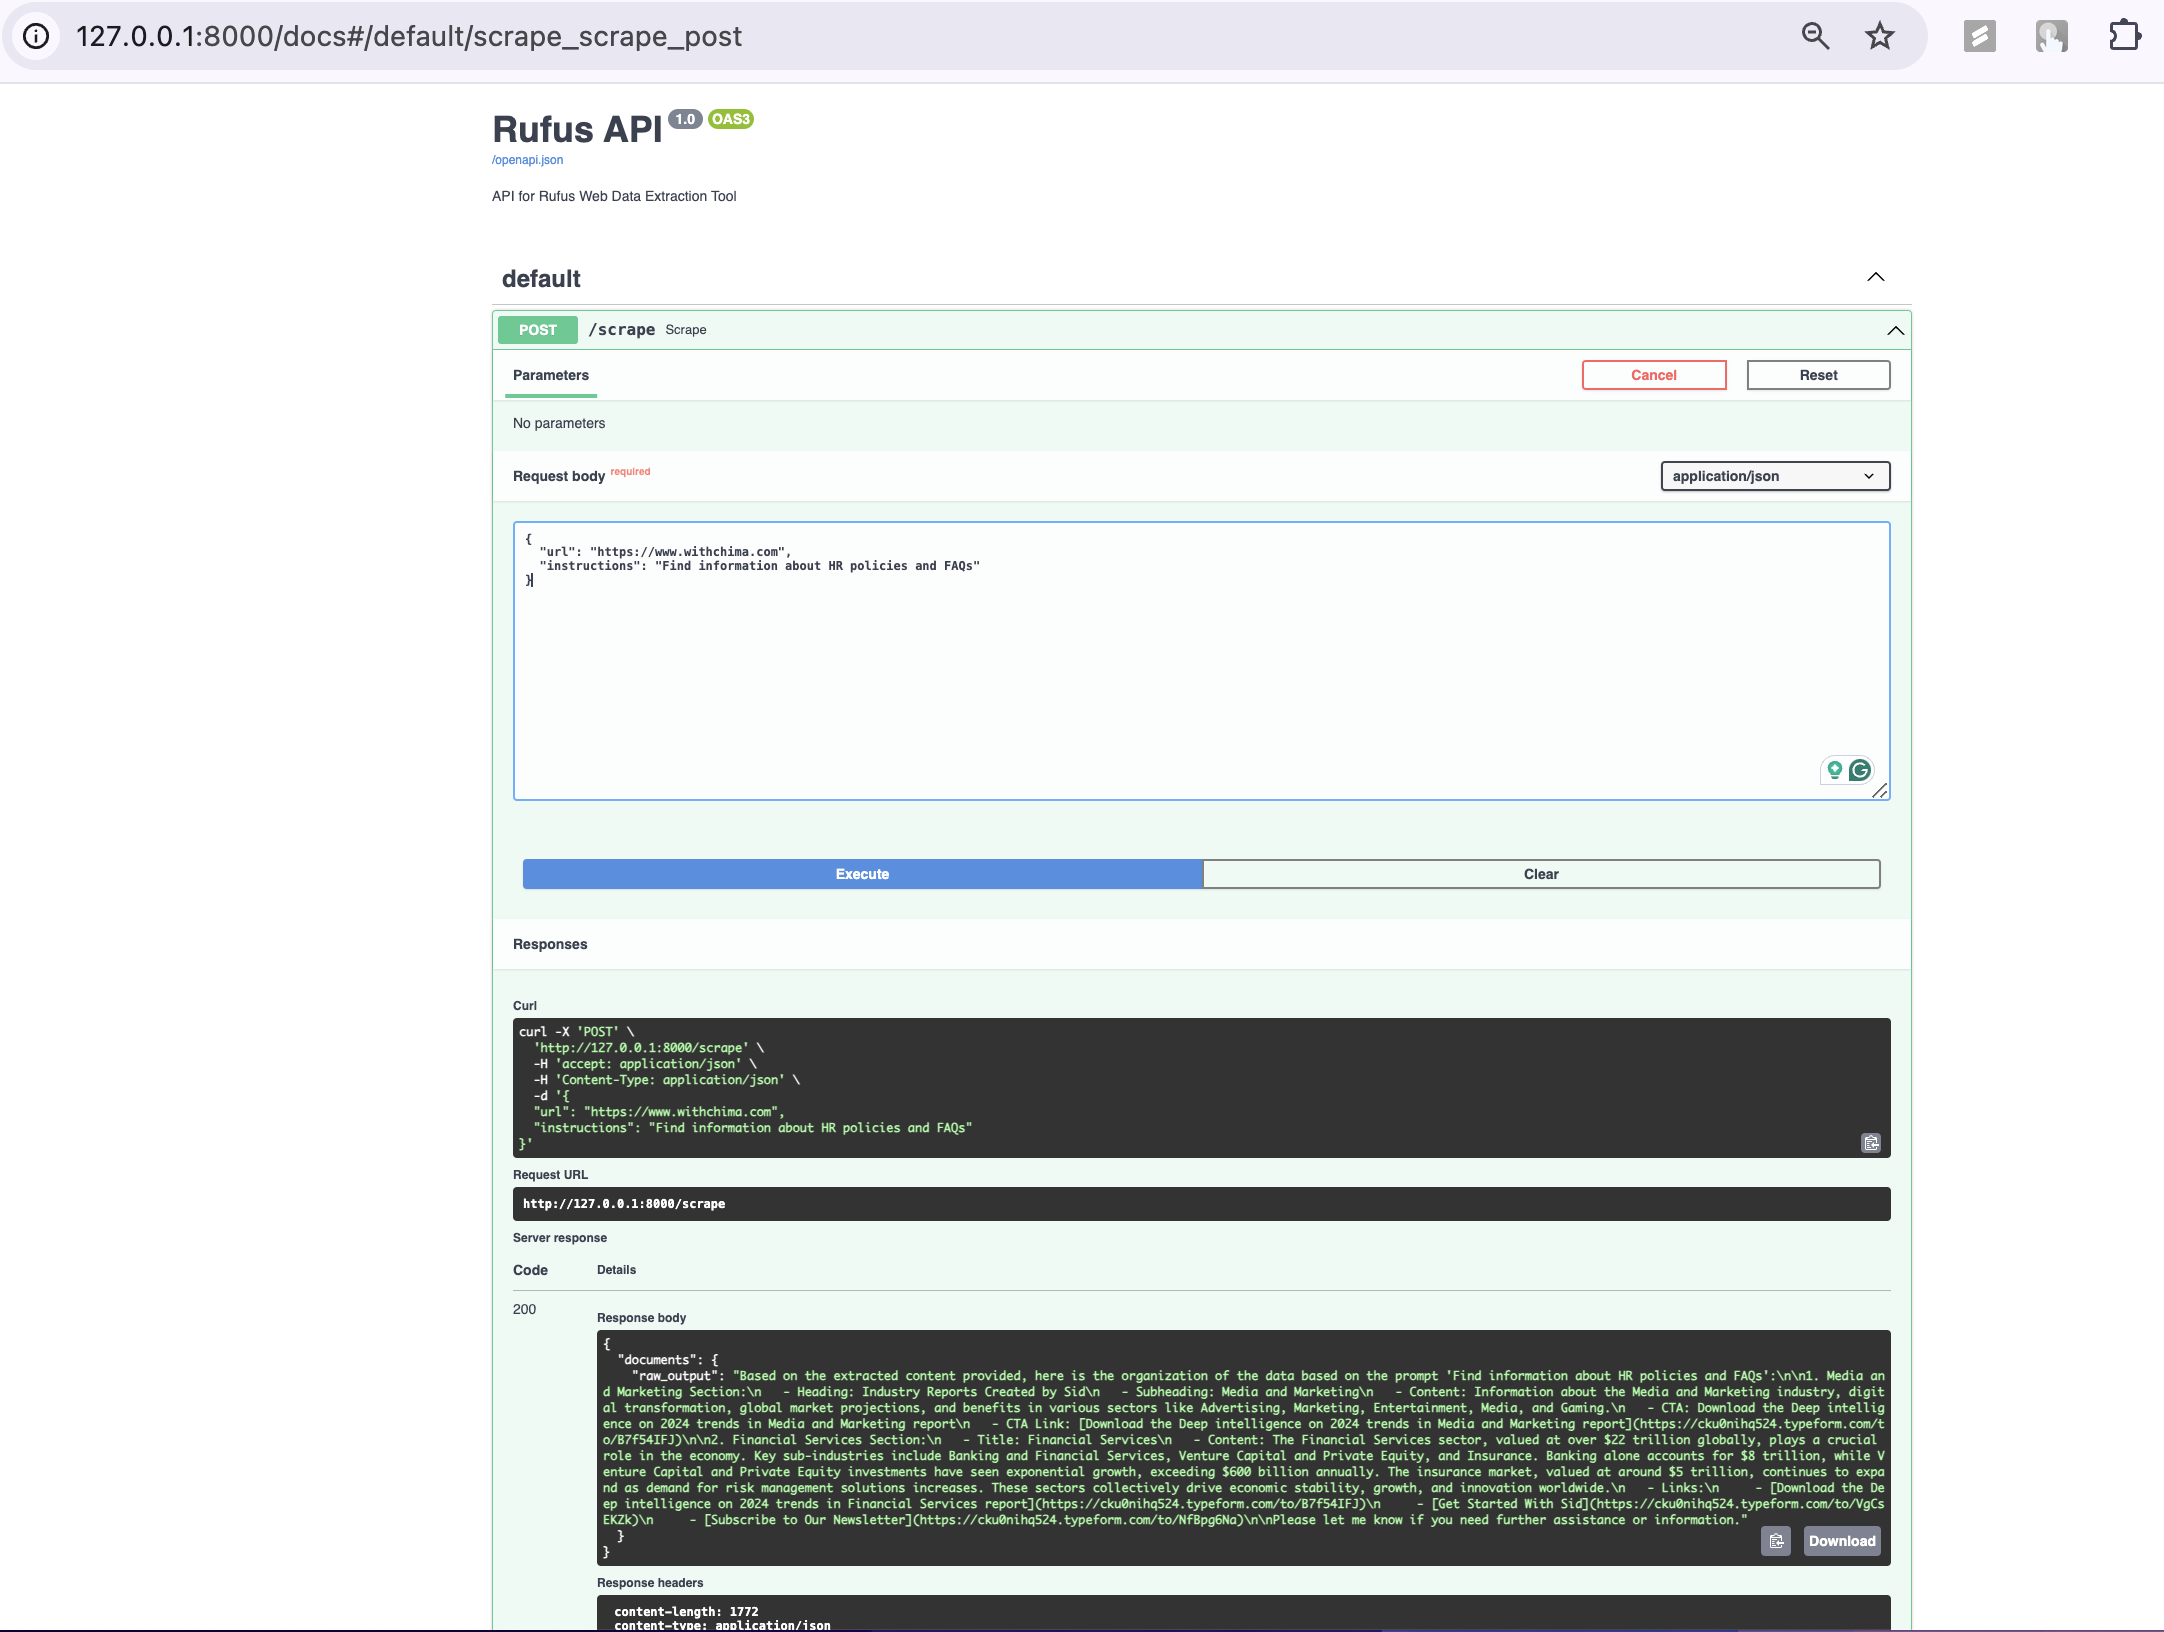 127.0.0.1:8000/docs#/default/scrape_scrape_post
Rufus API 1.0 OAS3
/openapi.json
API for Rufus Web Data Extraction Tool
default
POST /scrape Scrape
Parameters
Cancel
Reset
No parameters
Request body required
application/json
{
  "url": "https://www.withchima.com",
  "instructions": "Find information about HR policies and FAQs"
}
Execute
Clear
Responses
Curl
curl -X 'POST' \
  'http://127.0.0.1:8000/scrape' \
  -H 'accept: application/json' \
  -H 'Content-Type: application/json' \
  -d '{
  "url": "https://www.withchima.com",
  "instructions": "Find information about HR policies and FAQs"
}'
Request URL
http://127.0.0.1:8000/scrape
Server response
Code Details
200
Response body
{
  "documents": {
    "raw_output": "Based on the extracted content provided, here is the organization of the data based on the prompt 'Find information about HR policies and FAQs':\n\n1. Media an
d Marketing Section:\n   - Heading: Industry Reports Created by Sid\n   - Subheading: Media and Marketing\n   - Content: Information about the Media and Marketing industry, digit
al transformation, global market projections, and benefits in various sectors like Advertising, Marketing, Entertainment, Media, and Gaming.\n   - CTA: Download the Deep intellig
ence on 2024 trends in Media and Marketing report\n   - CTA Link: [Download the Deep intelligence on 2024 trends in Media and Marketing report](https://cku0nihq524.typeform.com/t
o/B7f54IFJ)\n\n2. Financial Services Section:\n   - Title: Financial Services\n   - Content: The Financial Services sector, valued at over $22 trillion globally, plays a crucial
role in the economy. Key sub-industries include Banking and Financial Services, Venture Capital and Private Equity, and Insurance. Banking alone accounts for $8 trillion, while V
enture Capital and Private Equity investments have seen exponential growth, exceeding $600 billion annually. The insurance market, valued at around $5 trillion, continues to expa
nd as demand for risk management solutions increases. These sectors collectively drive economic stability, growth, and innovation worldwide.\n   - Links:\n     - [Download the De
ep intelligence on 2024 trends in Financial Services report](https://cku0nihq524.typeform.com/to/B7f54IFJ)\n     - [Get Started With Sid](https://cku0nihq524.typeform.com/to/VgCs
EKZk)\n     - [Subscribe to Our Newsletter](https://cku0nihq524.typeform.com/to/NfBpg6Na)\n\nPlease let me know if you need further assistance or information."
  }
}
Download
Response headers
content-length: 1772
content-type: application/json